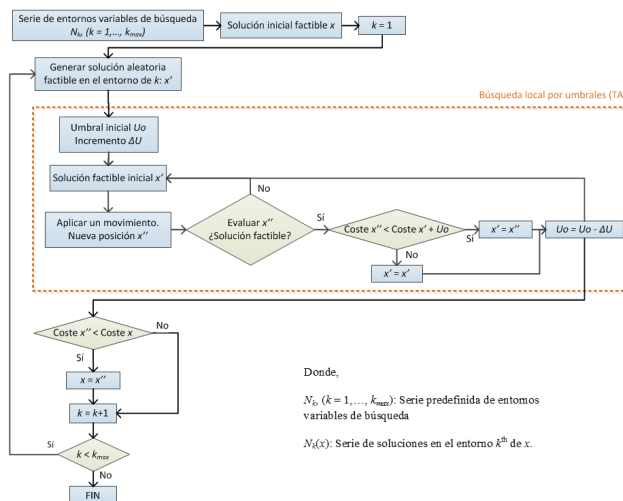 Serie de entornos variables de búsqueda
Nk, (k = 1,..., kmax)
Solución inicial factible x
k = 1
Generar solución aleatoria
factible en el entorno de k: x’
Búsqueda local por umbrales (TA
Umbral inicial Uo
Incremento ΔU
Solución factible inicial x’
No
Aplicar un movimiento.
Nueva posición x’’
Evaluar x’’
¿Solución factible?
Sí
Coste x’’ < Coste x’ + Uo
Sí
x’ = x’’
Uo = Uo - ΔU
No
x’ = x’
Coste x’’ < Coste x
No
Sí
x = x’’
k = k+1
Sí
k < kmax
No
FIN
Donde,
Nk, (k = 1,…, kmax): Serie predefinida de entornos
variables de búsqueda
Nk(x): Serie de soluciones en el entorno kth de x.